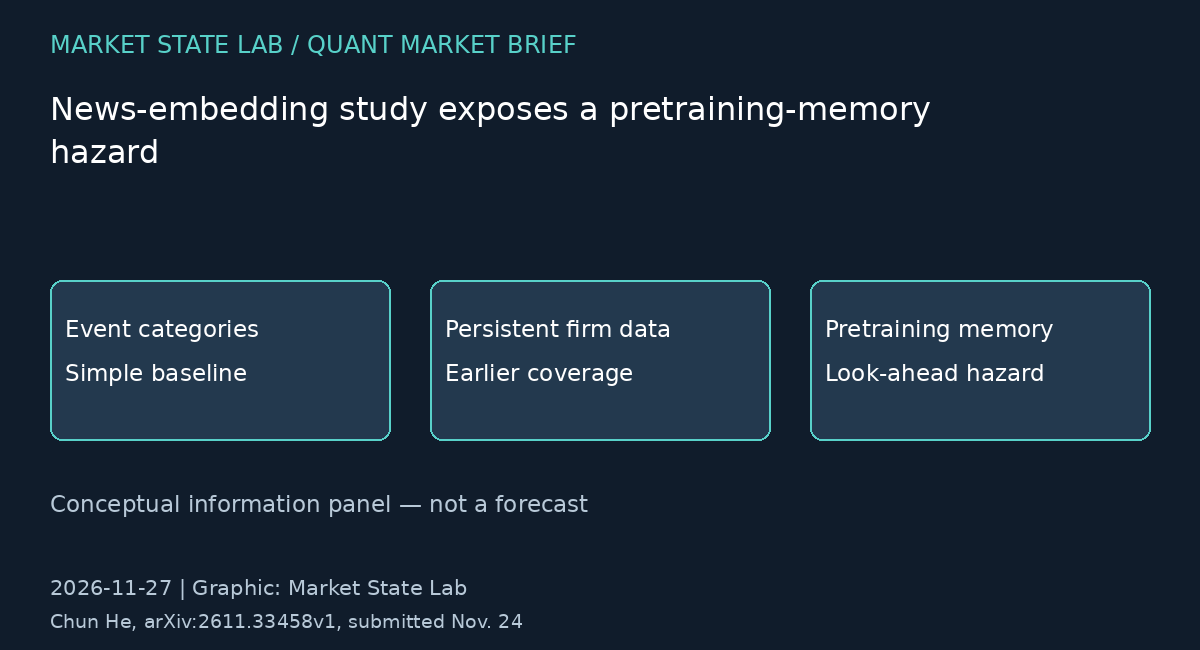 MARKET STATE LAB / QUANT MARKET BRIEF
News-embedding study exposes a pretraining-memory
hazard
Event categories
Simple baseline
Persistent firm data
Earlier coverage
Pretraining memory
Look-ahead hazard
Conceptual information panel — not a forecast
2026-11-27 | Graphic: Market State Lab
Chun He, arXiv:2611.33458v1, submitted Nov. 24